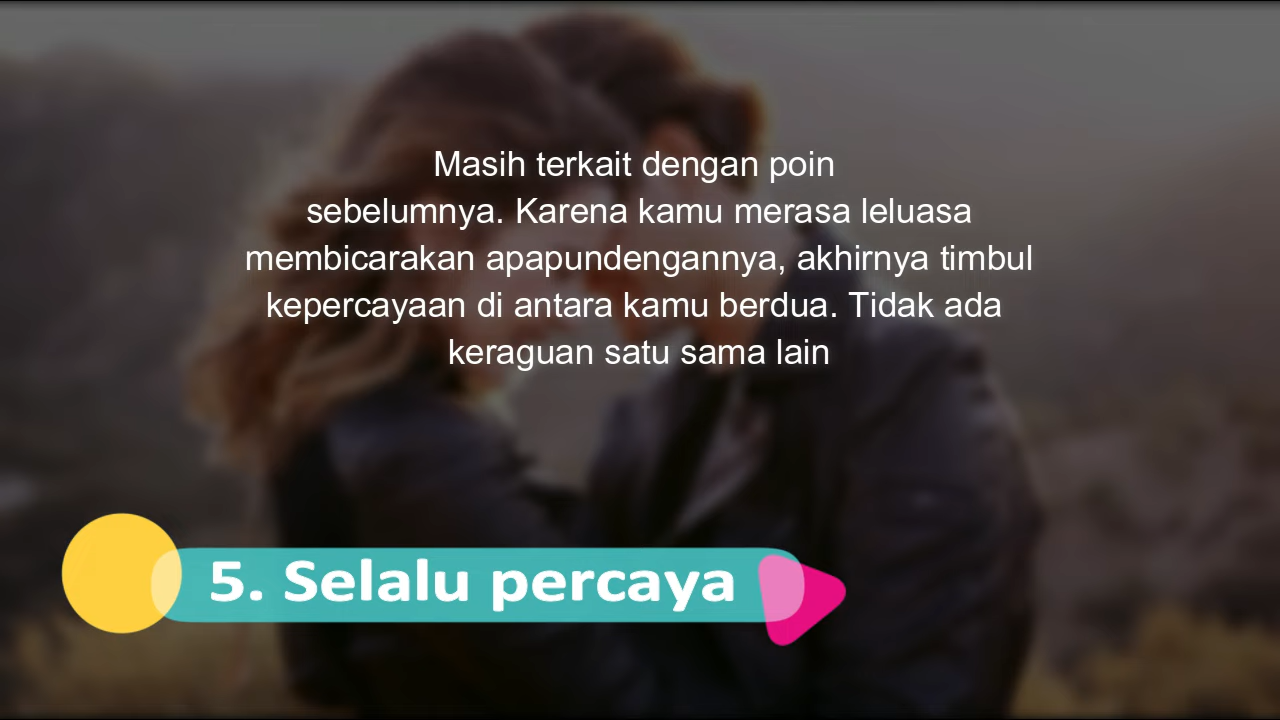 Masih terkait dengan poin
sebelumnya. Karena kamu merasa leluasa
membicarakan apapundengannya, akhirnya timbul
kepercayaan di antara kamu berdua. Tidak ada
keraguan satu sama lain
5. Selalu percaya